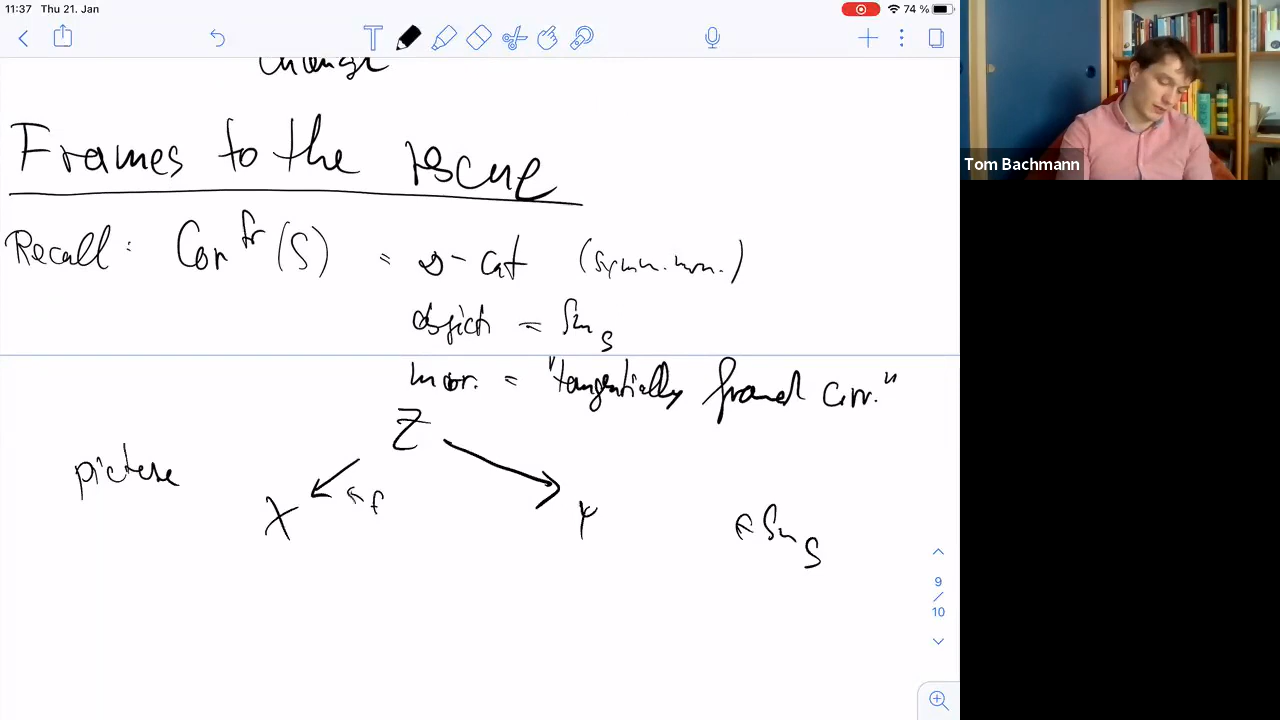 11:37 Thu 21. Jan
74 %
T
change
Frames to the rescue
Recall: Cor^fr(S) = ∞-cat (symm. mon.)
objects = Sm_S
mor. = "tangentially framed corr."
Z
picture
X
Y
∈ Sm_S
9
/
10
Tom Bachmann